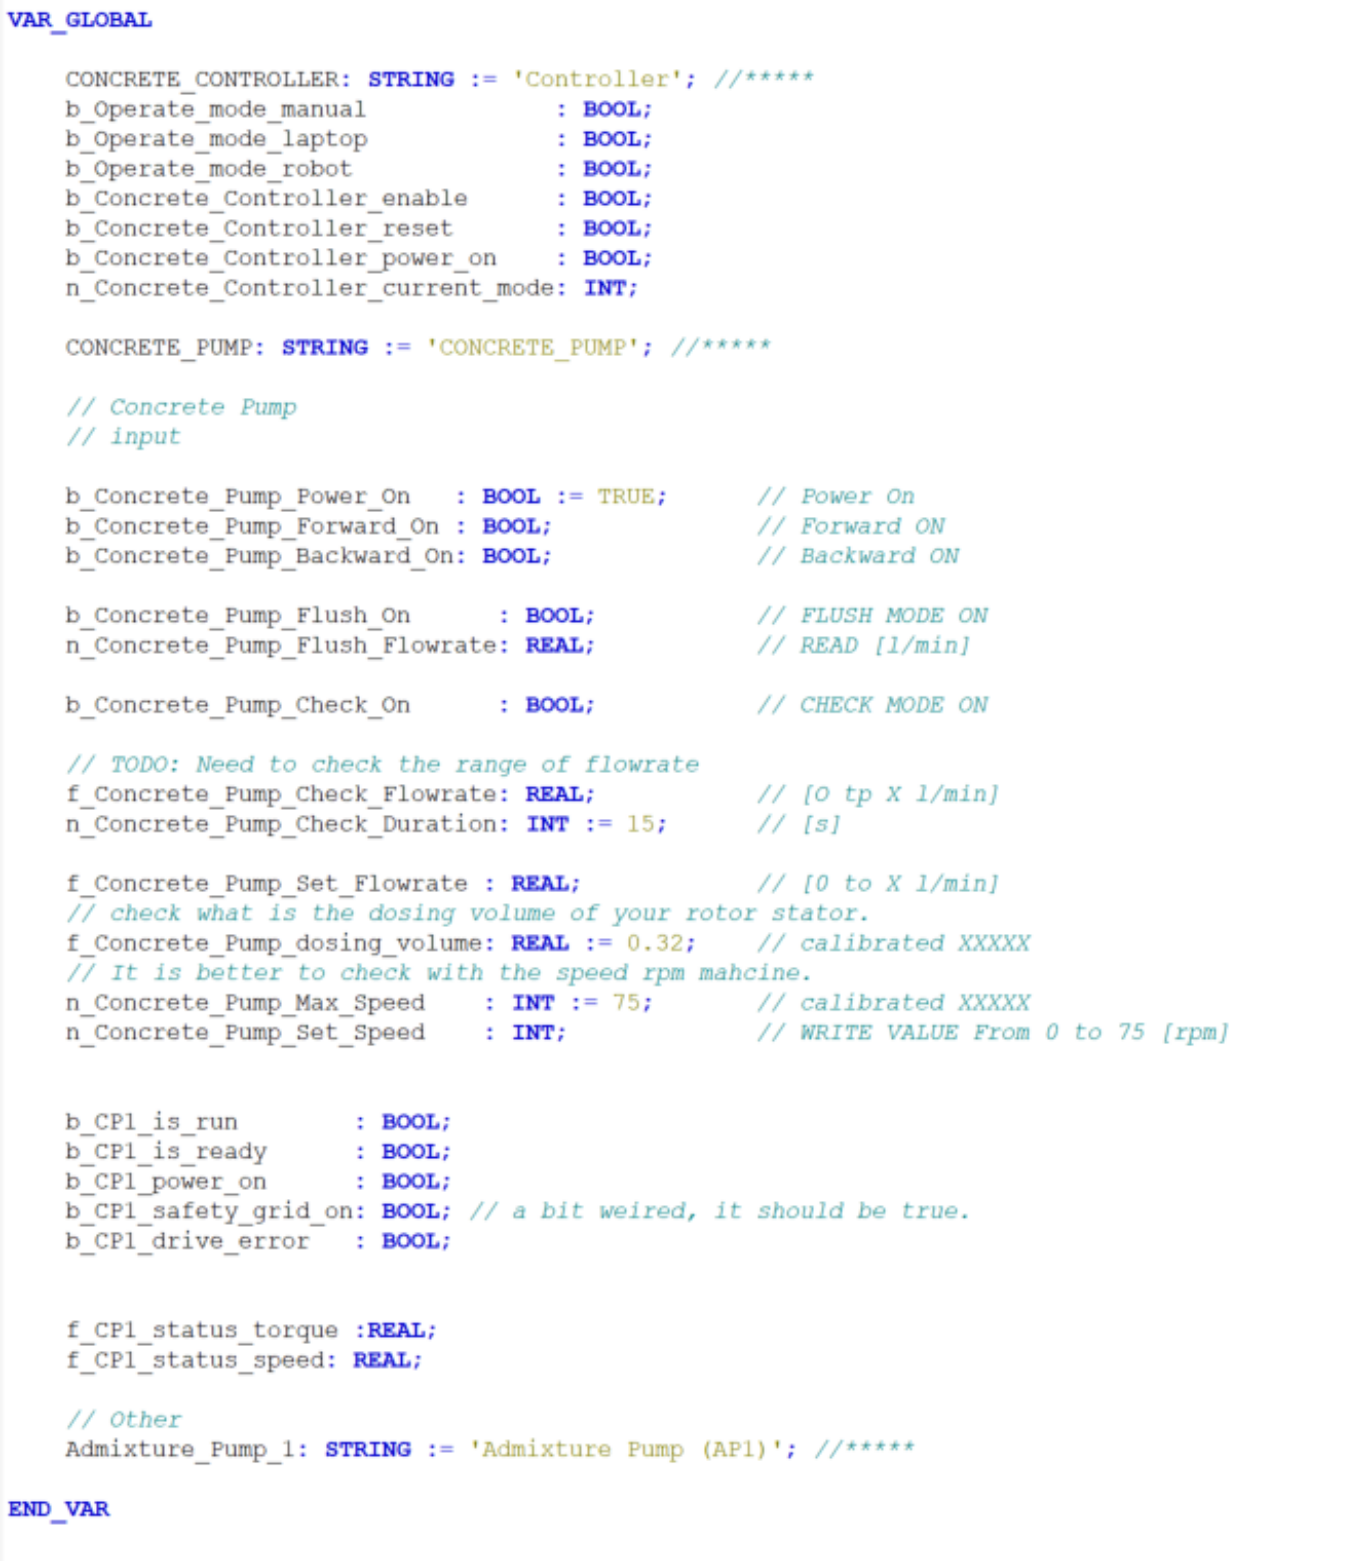 VAR_GLOBAL
CONCRETE_CONTROLLER: STRING := 'Controller'; //*****
b_Operate_mode_manual : BOOL;
b_Operate_mode_laptop : BOOL;
b_Operate_mode_robot : BOOL;
b_Concrete_Controller_enable : BOOL;
b_Concrete_Controller_reset : BOOL;
b_Concrete_Controller_power_on : BOOL;
n_Concrete_Controller_current_mode: INT;
CONCRETE_PUMP: STRING := 'CONCRETE_PUMP'; //*****
// Concrete Pump
// input
b_Concrete_Pump_Power_On : BOOL := TRUE; // Power On
b_Concrete_Pump_Forward_On : BOOL; // Forward ON
b_Concrete_Pump_Backward_On: BOOL; // Backward ON
b_Concrete_Pump_Flush_On : BOOL; // FLUSH MODE ON
n_Concrete_Pump_Flush_Flowrate: REAL; // READ [l/min]
b_Concrete_Pump_Check_On : BOOL; // CHECK MODE ON
// TODO: Need to check the range of flowrate
f_Concrete_Pump_Check_Flowrate: REAL; // [O tp X l/min]
n_Concrete_Pump_Check_Duration: INT := 15; // [s]
f_Concrete_Pump_Set_Flowrate : REAL; // [0 to X l/min]
// check what is the dosing volume of your rotor stator.
f_Concrete_Pump_dosing_volume: REAL := 0.32; // calibrated XXXXX
// It is better to check with the speed rpm mahcine.
n_Concrete_Pump_Max_Speed : INT := 75; // calibrated XXXXX
n_Concrete_Pump_Set_Speed : INT; // WRITE VALUE From 0 to 75 [rpm]
b_CP1_is_run : BOOL;
b_CP1_is_ready : BOOL;
b_CP1_power_on : BOOL;
b_CP1_safety_grid_on: BOOL; // a bit weired, it should be true.
b_CP1_drive_error : BOOL;
f_CP1_status_torque :REAL;
f_CP1_status_speed: REAL;
// Other
Admixture_Pump_1: STRING := 'Admixture Pump (AP1)'; //*****
END_VAR